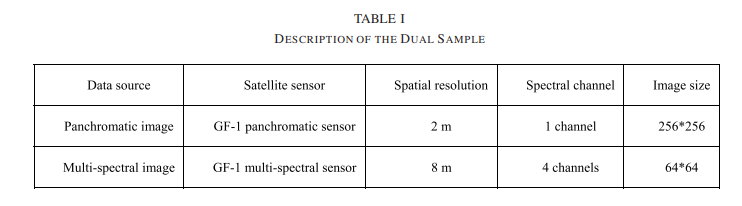 TABLE I
DESCRIPTION OF THE DUAL SAMPLE
Data source Satellite sensor Spatial resolution Spectral channel Image size
Panchromatic image GF-1 panchromatic sensor 2 m 1 channel 256*256
Multi-spectral image GF-1 multi-spectral sensor 8 m 4 channels 64*64